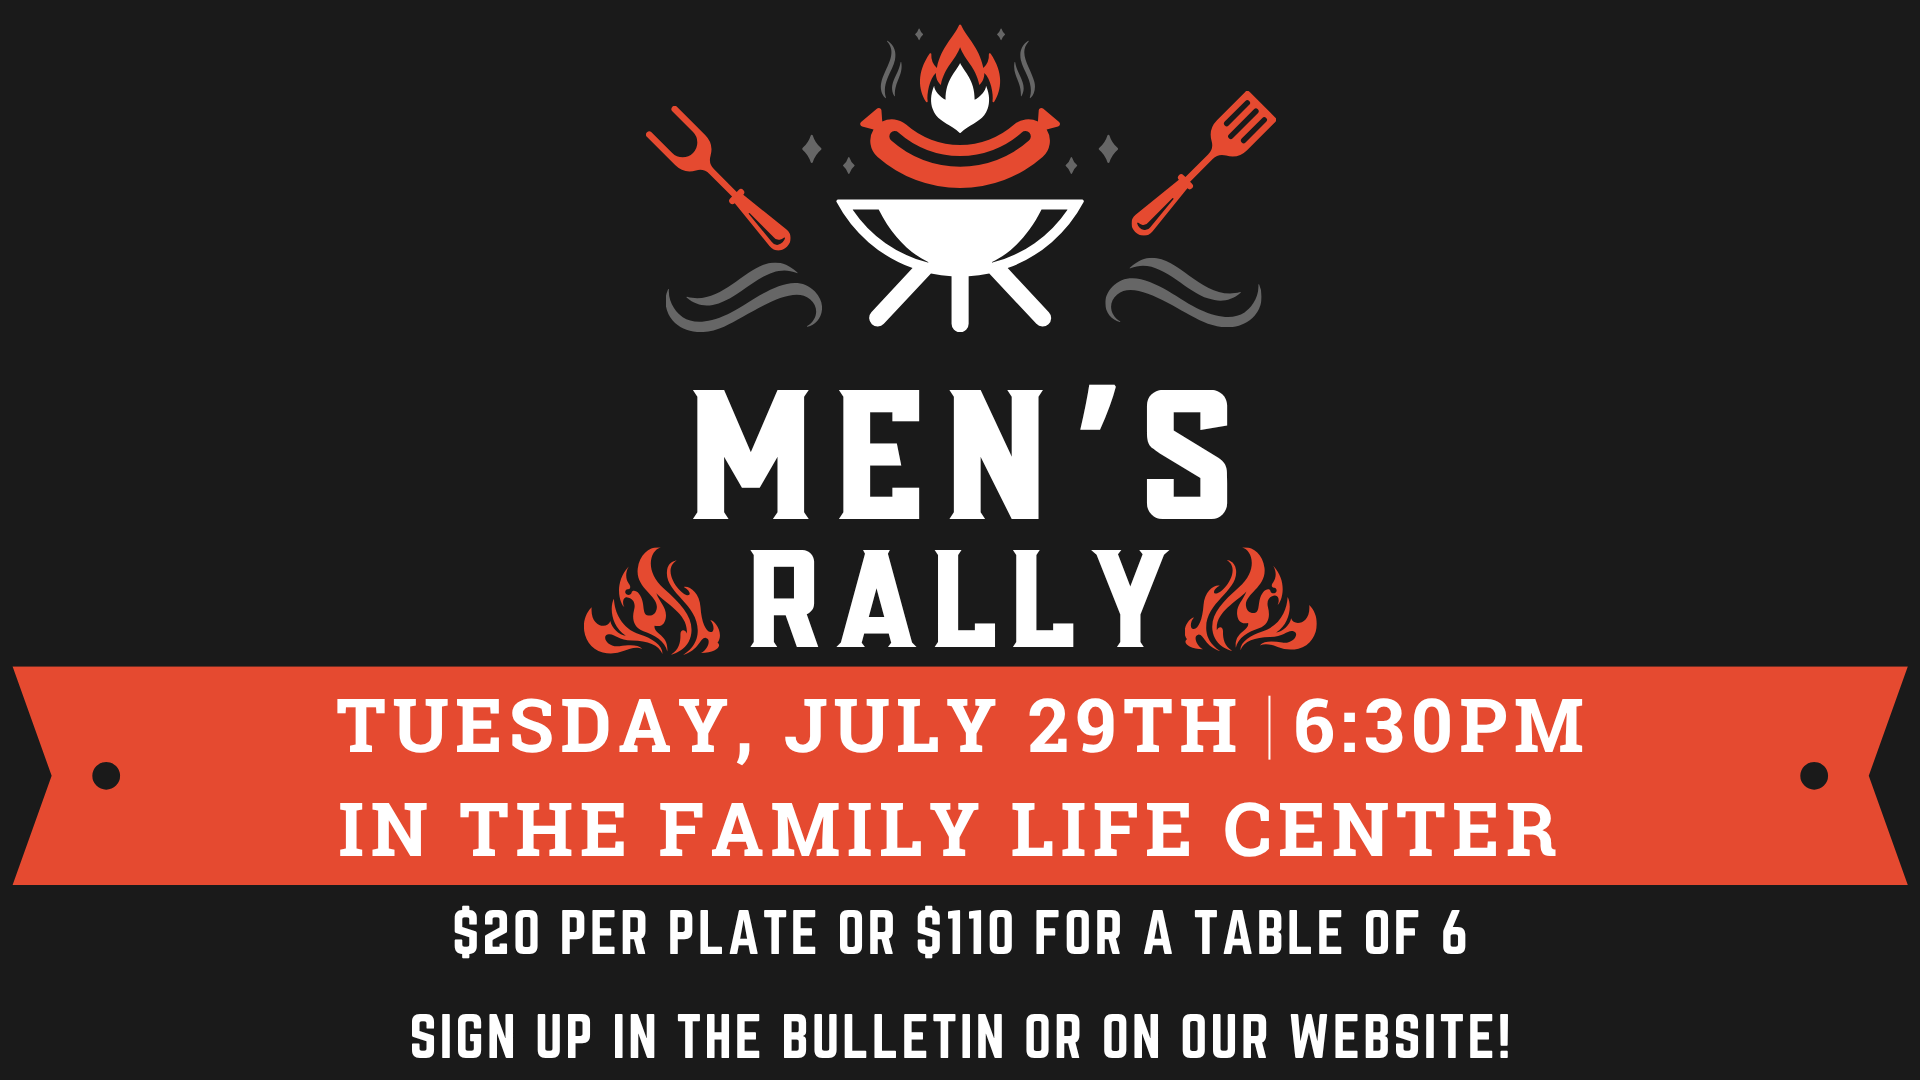 MEN'S
RALLY
TUESDAY, JULY 29TH | 6:30PM
IN THE FAMILY LIFE CENTER
$20 PER PLATE OR $110 FOR A TABLE OF 6
SIGN UP IN THE BULLETIN OR ON OUR WEBSITE!